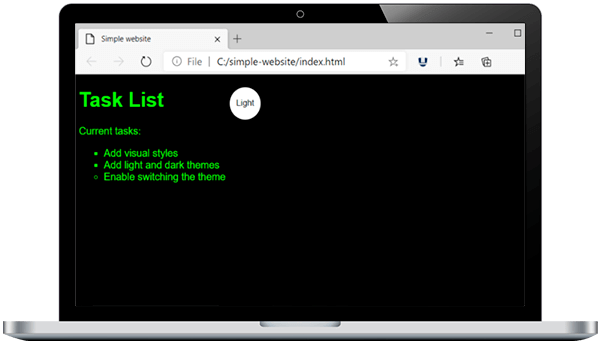 Simple website
File | C:/simple-website/index.html
Task List
Light
Current tasks:
Add visual styles
Add light and dark themes
Enable switching the theme